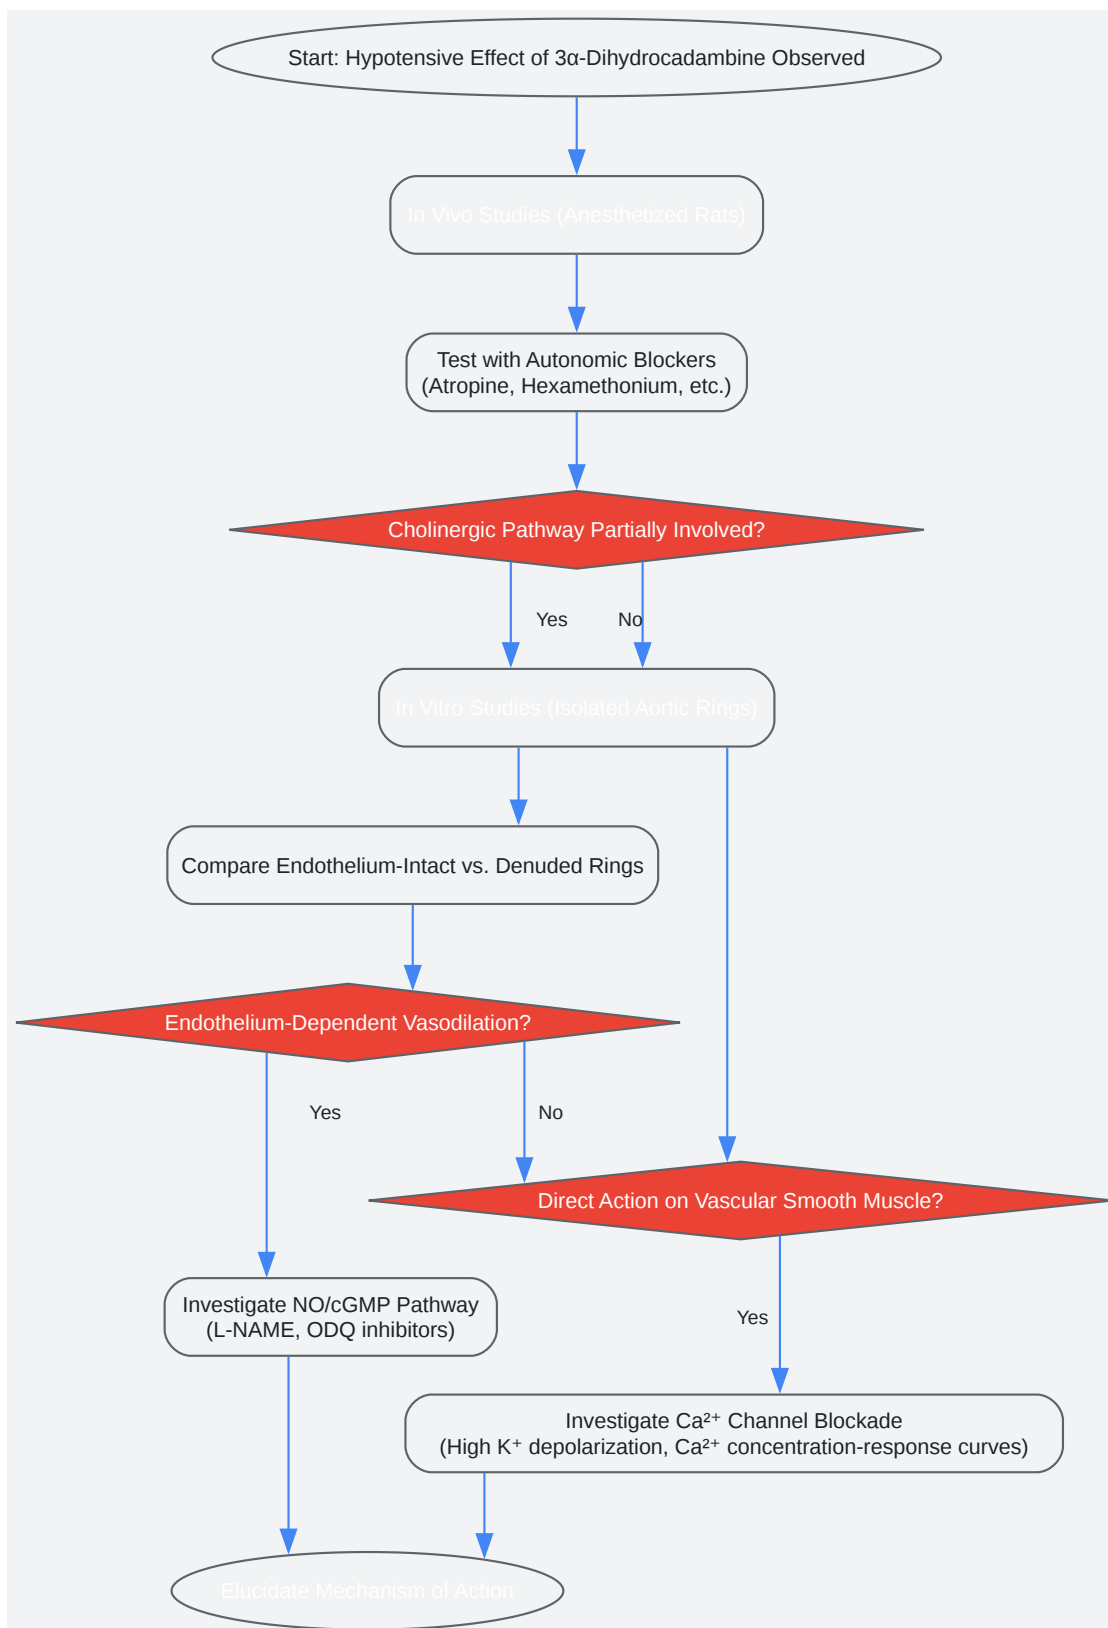 Start: Hypotensive Effect of 3α-Dihydrocadambine Observed
In Vivo Studies (Anesthetized Rats)
Test with Autonomic Blockers
(Atropine, Hexamethonium, etc.)
Cholinergic Pathway Partially Involved?
Yes
No
In Vitro Studies (Isolated Aortic Rings)
Compare Endothelium-Intact vs. Denuded Rings
Endothelium-Dependent Vasodilation?
Yes
No
Direct Action on Vascular Smooth Muscle?
Investigate NO/cGMP Pathway
(L-NAME, ODQ inhibitors)
Yes
Investigate Ca²⁺ Channel Blockade
(High K⁺ depolarization, Ca²⁺ concentration-response curves)
Elucidate Mechanism of Action